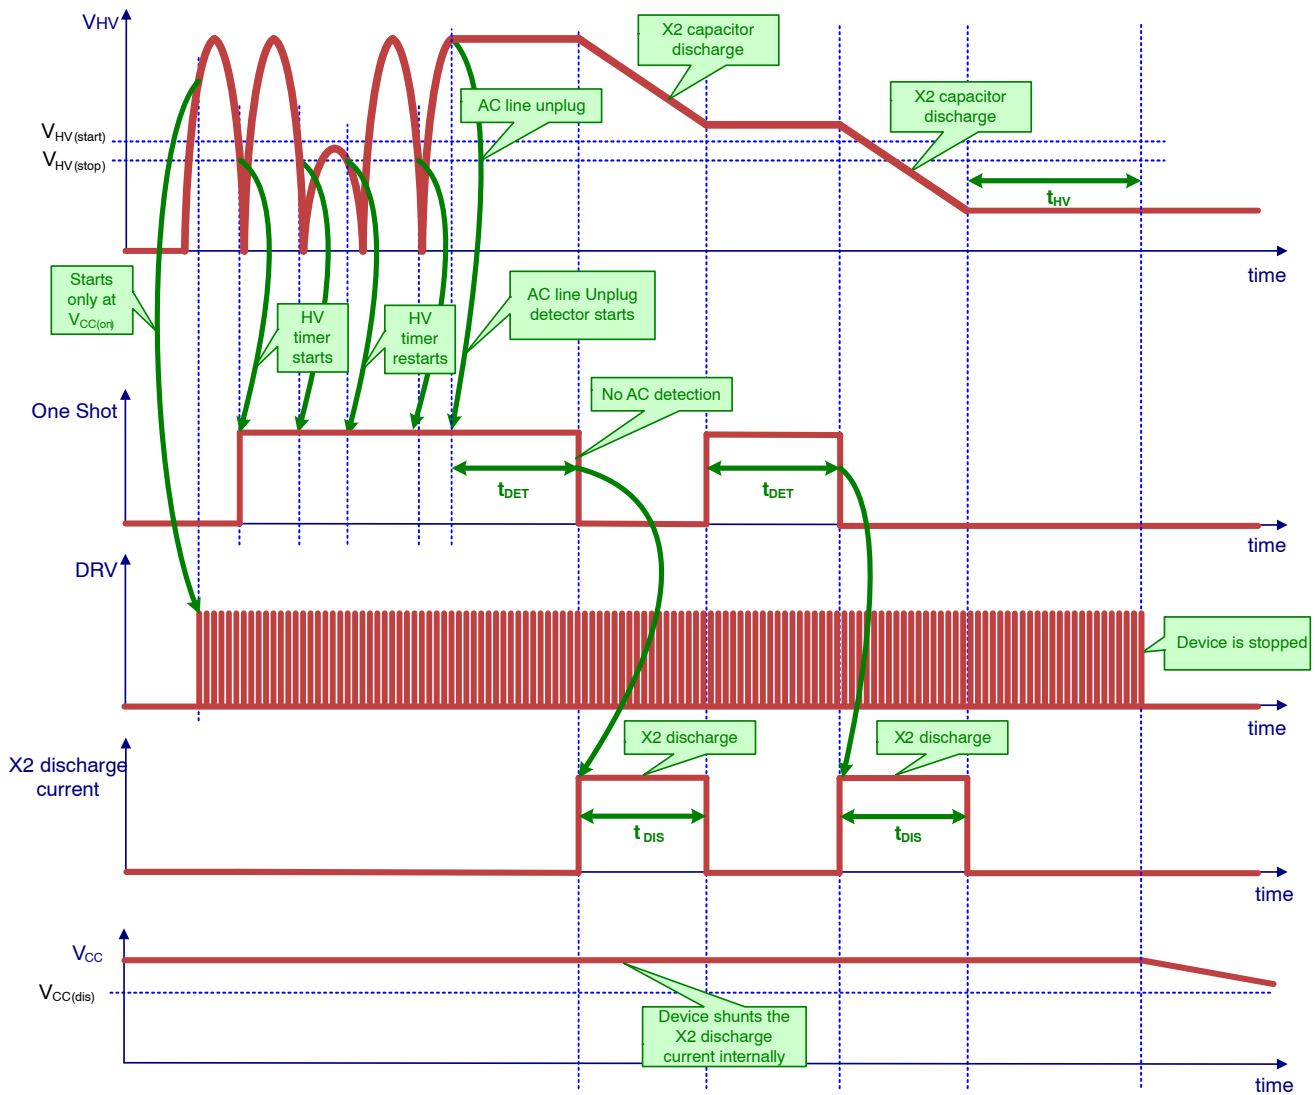 VHV
X2 capacitor
discharge
AC line unplug
X2 capacitor
discharge
VHV(start)
VHV(stop)
tHV
time
Starts
only at
VCC(on)
HV
timer
starts
HV
timer
restarts
AC line Unplug
detector starts
One Shot
No AC detection
tDET
tDET
time
DRV
Device is stopped
time
X2 discharge
current
X2 discharge
X2 discharge
t DIS
tDIS
time
VCC
VCC(dis)
Device shunts the
X2 discharge
current internally
time